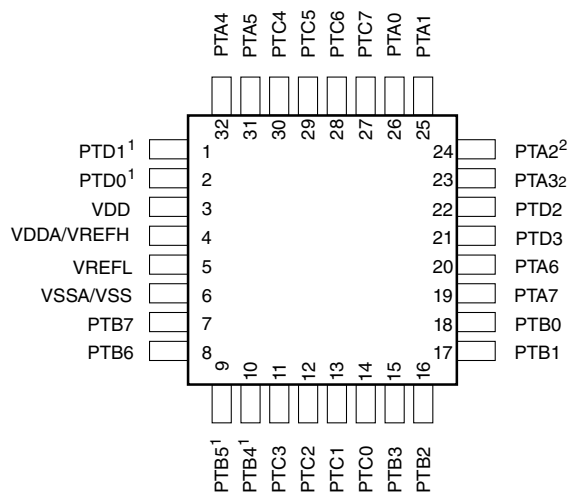 PTA4 PTA5 PTC4 PTC5 PTC6 PTC7 PTA0 PTA1
32 31 30 29 28 27 26 25
PTD1¹ 1 24 PTA2²
PTD0¹ 2 23 PTA32
VDD 3 22 PTD2
VDDA/VREFH 4 21 PTD3
VREFL 5 20 PTA6
VSSA/VSS 6 19 PTA7
PTB7 7 18 PTB0
PTB6 8 17 PTB1
9 10 11 12 13 14 15 16
PTB5¹ PTB4¹ PTC3 PTC2 PTC1 PTC0 PTB3 PTB2